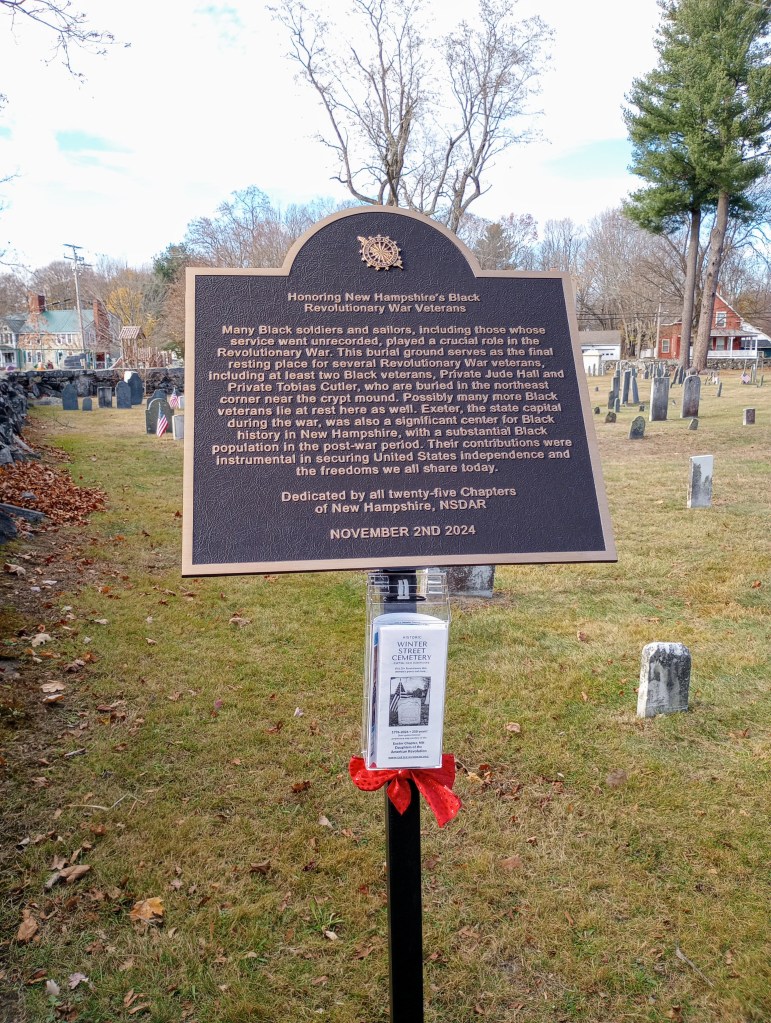 Honoring New Hampshire's Black
Revolutionary War Veterans
Many Black soldiers and sailors, including those whose
service went unrecorded, played a crucial role in the
Revolutionary War. This burial ground serves as the final
resting place for several Revolutionary War veterans,
including at least two Black veterans, Private Jude Hall and
Private Tobias Cutler, who are buried in the northeast
corner near the crypt mound. Possibly many more Black
veterans lie at rest here as well. Exeter, the state capital
during the war, was also a significant center for Black
history in New Hampshire, with a substantial Black
population in the post-war period. Their contributions were
instrumental in securing United States independence and
the freedoms we all share today.
Dedicated by all twenty-five Chapters
of New Hampshire, NSDAR
NOVEMBER 2ND 2024
HISTORIC
WINTER
STREET
CEMETERY
Daughters of the
American Revolution